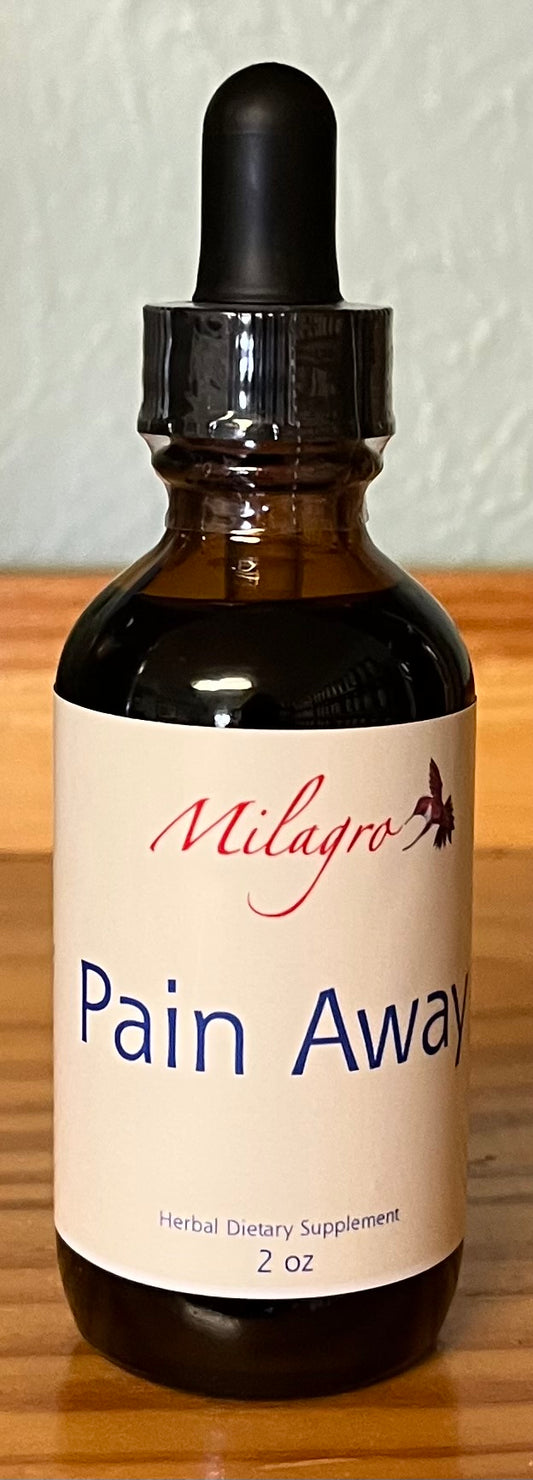 Milagro
Pain Away
Herbal Dietary Supplement
2 oz